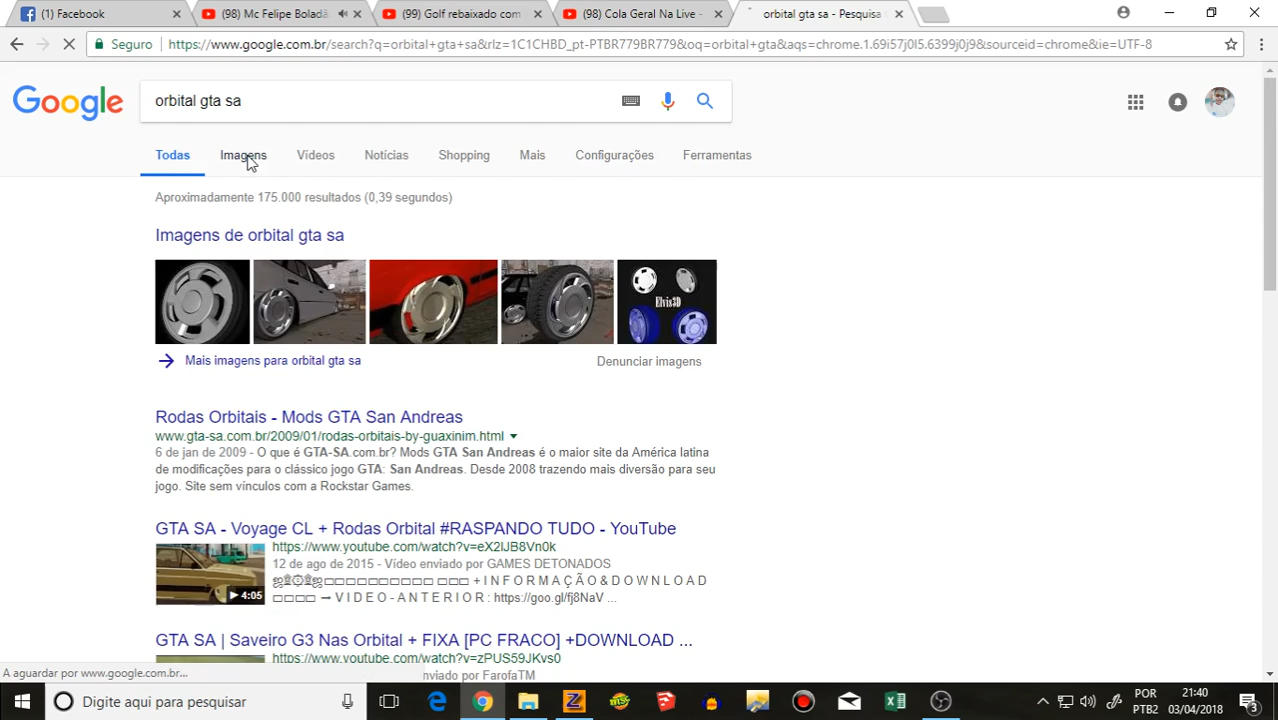 (1) Facebook
(98) Mc Felipe Boladã
(99) Golf rebaixado com
(98) Cola Geral Na Live -
orbital gta sa - Pesquisa
Seguro
https://www.google.com.br/search?q=orbital+gta+sa&rlz=1C1CHBD_pt-PTBR779BR779&oq=orbital+gta&aqs=chrome.1.69i57j0l5.6399j0j9&sourceid=chrome&ie=UTF-8
Google
orbital gta sa
Todas
Imagens
Vídeos
Notícias
Shopping
Mais
Configurações
Ferramentas
Aproximadamente 175.000 resultados (0,39 segundos)
Imagens de orbital gta sa
Elvis3D
Mais imagens para orbital gta sa
Denunciar imagens
Rodas Orbitais - Mods GTA San Andreas
www.gta-sa.com.br/2009/01/rodas-orbitais-by-guaxinim.html
6 de jan de 2009 - O que é GTA-SA.com.br? Mods GTA San Andreas é o maior site da América latina
de modificações para o clássico jogo GTA: San Andreas. Desde 2008 trazendo mais diversão para seu
jogo. Site sem vínculos com a Rockstar Games.
GTA SA - Voyage CL + Rodas Orbital #RASPANDO TUDO - YouTube
https://www.youtube.com/watch?v=eX2IJB8Vn0k
12 de ago de 2015 - Vídeo enviado por GAMES DETONADOS
+ I N F O R M A Ç Ã O & D O W N L O A D
→ V I D E O - A N T E R I O R : https://goo.gl/fj8NaV ...
4:05
GTA SA | Saveiro G3 Nas Orbital + FIXA [PC FRACO] +DOWNLOAD ...
https://www.youtube.com/watch?v=zPUS59JKvs0
enviado por FarofaTM
A aguardar por www.google.com.br...
Digite aqui para pesquisar
POR
PTB2
21:40
03/04/2018
3